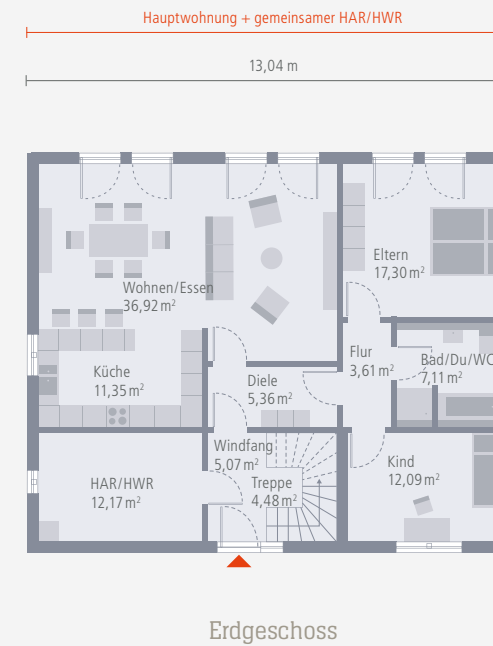 Hauptwohnung + gemeinsamer HAR/HWR
13,04 m
Eltern
17,30 m²
Wohnen/Essen
36,92 m²
Flur
3,61 m²
Bad/Du/WC
7,11 m²
Küche
11,35 m²
Diele
5,36 m²
Windfang
5,07 m²
Kind
12,09 m²
HAR/HWR
12,17 m²
Treppe
4,48 m²
Erdgeschoss